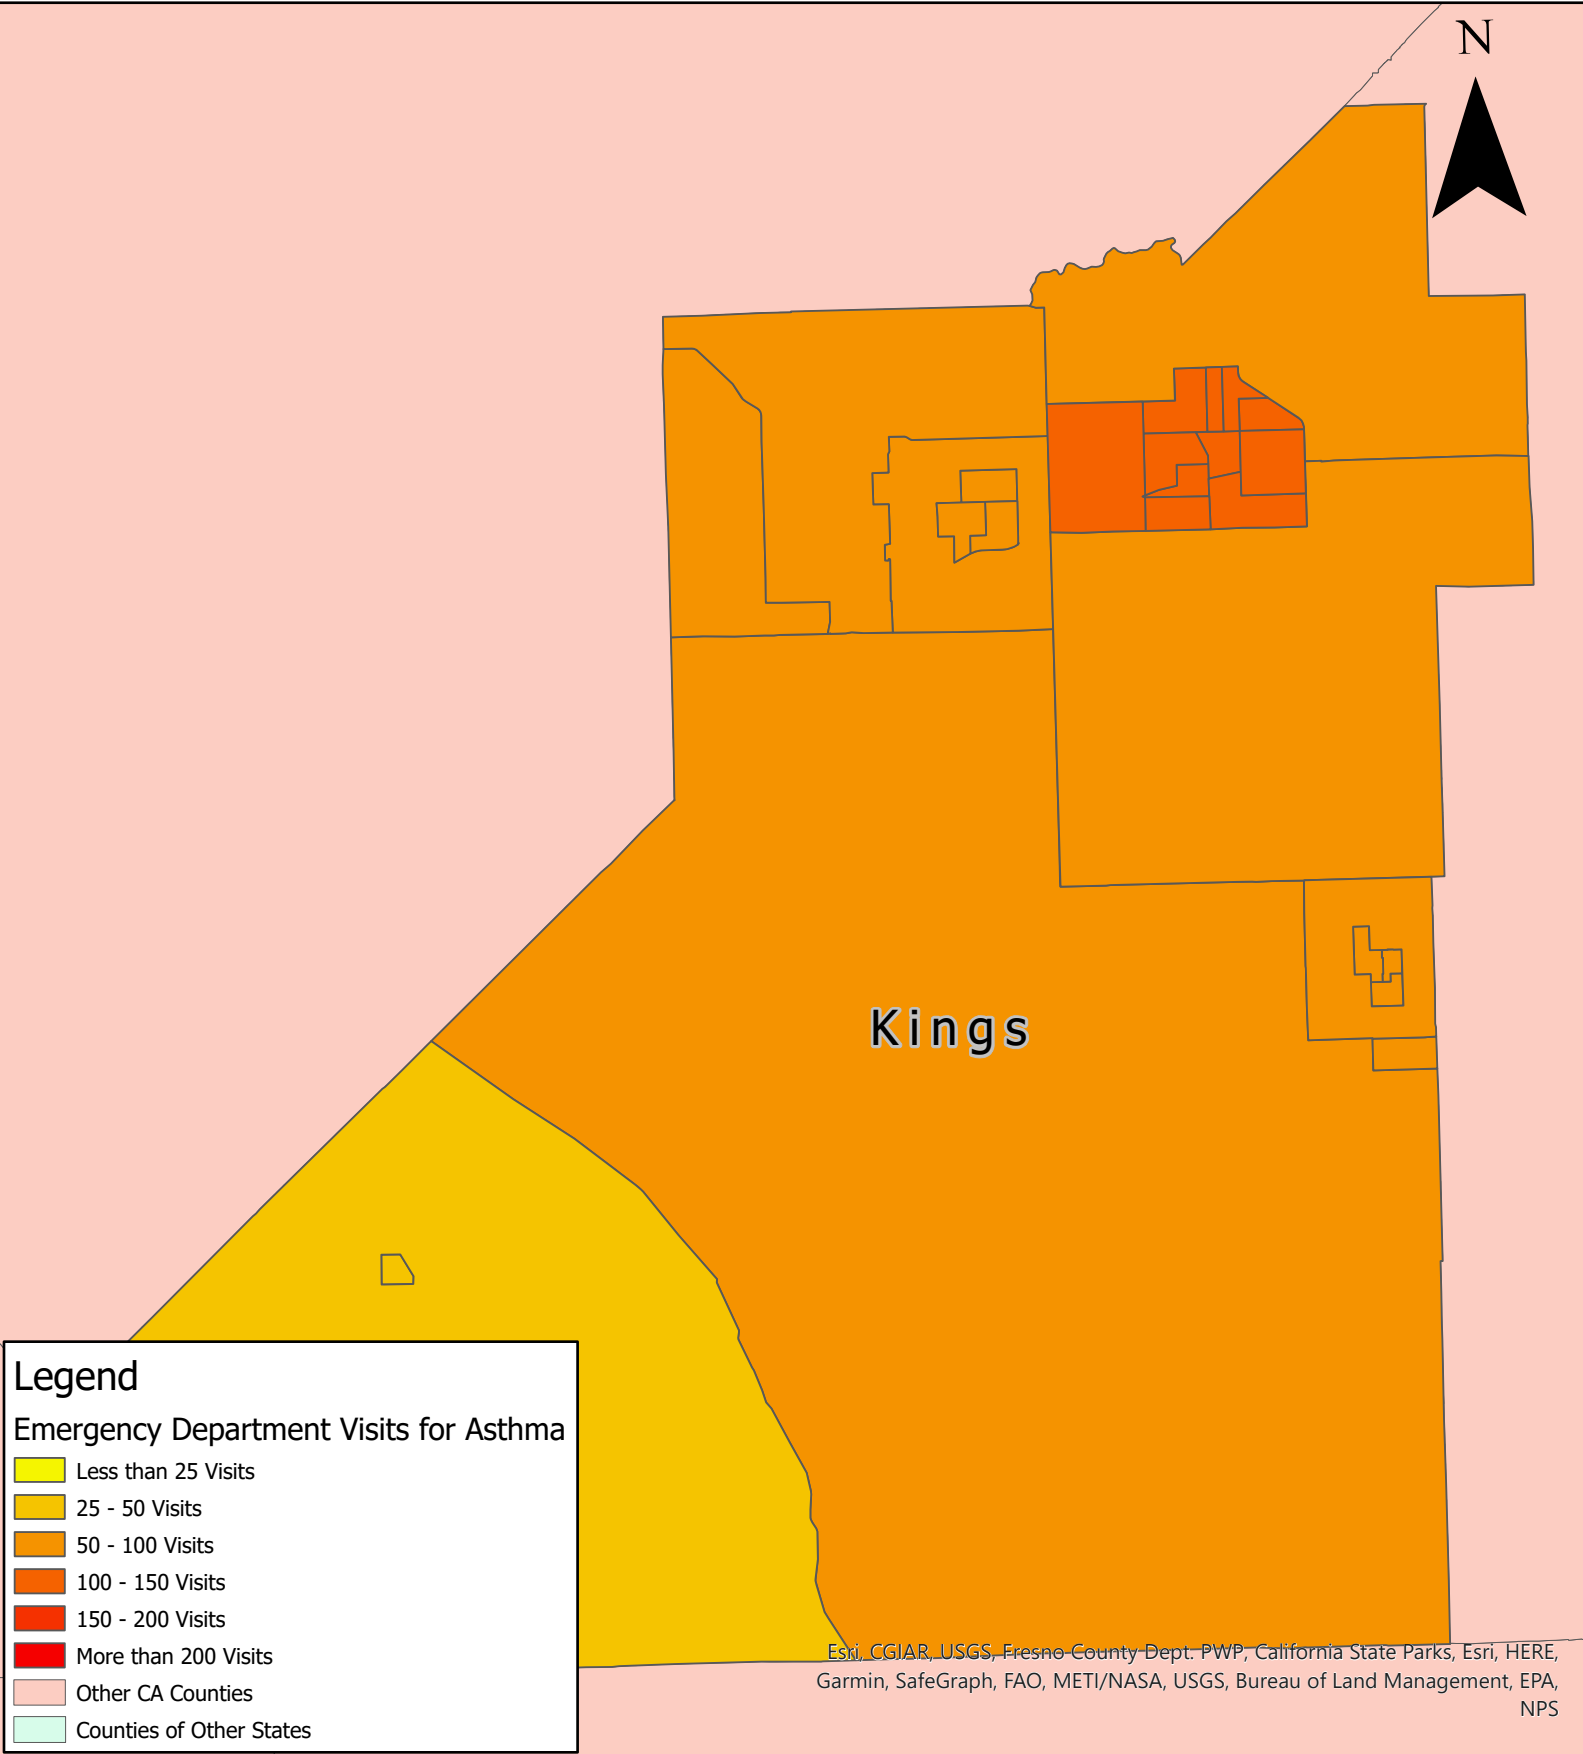 N
Kings
Legend
Emergency Department Visits for Asthma
Less than 25 Visits
25 - 50 Visits
50 - 100 Visits
100 - 150 Visits
150 - 200 Visits
More than 200 Visits
Other CA Counties
Counties of Other States
Esri, CGIAR, USGS, Fresno County Dept. PWP, California State Parks, Esri, HERE,
Garmin, SafeGraph, FAO, METI/NASA, USGS, Bureau of Land Management, EPA,
NPS